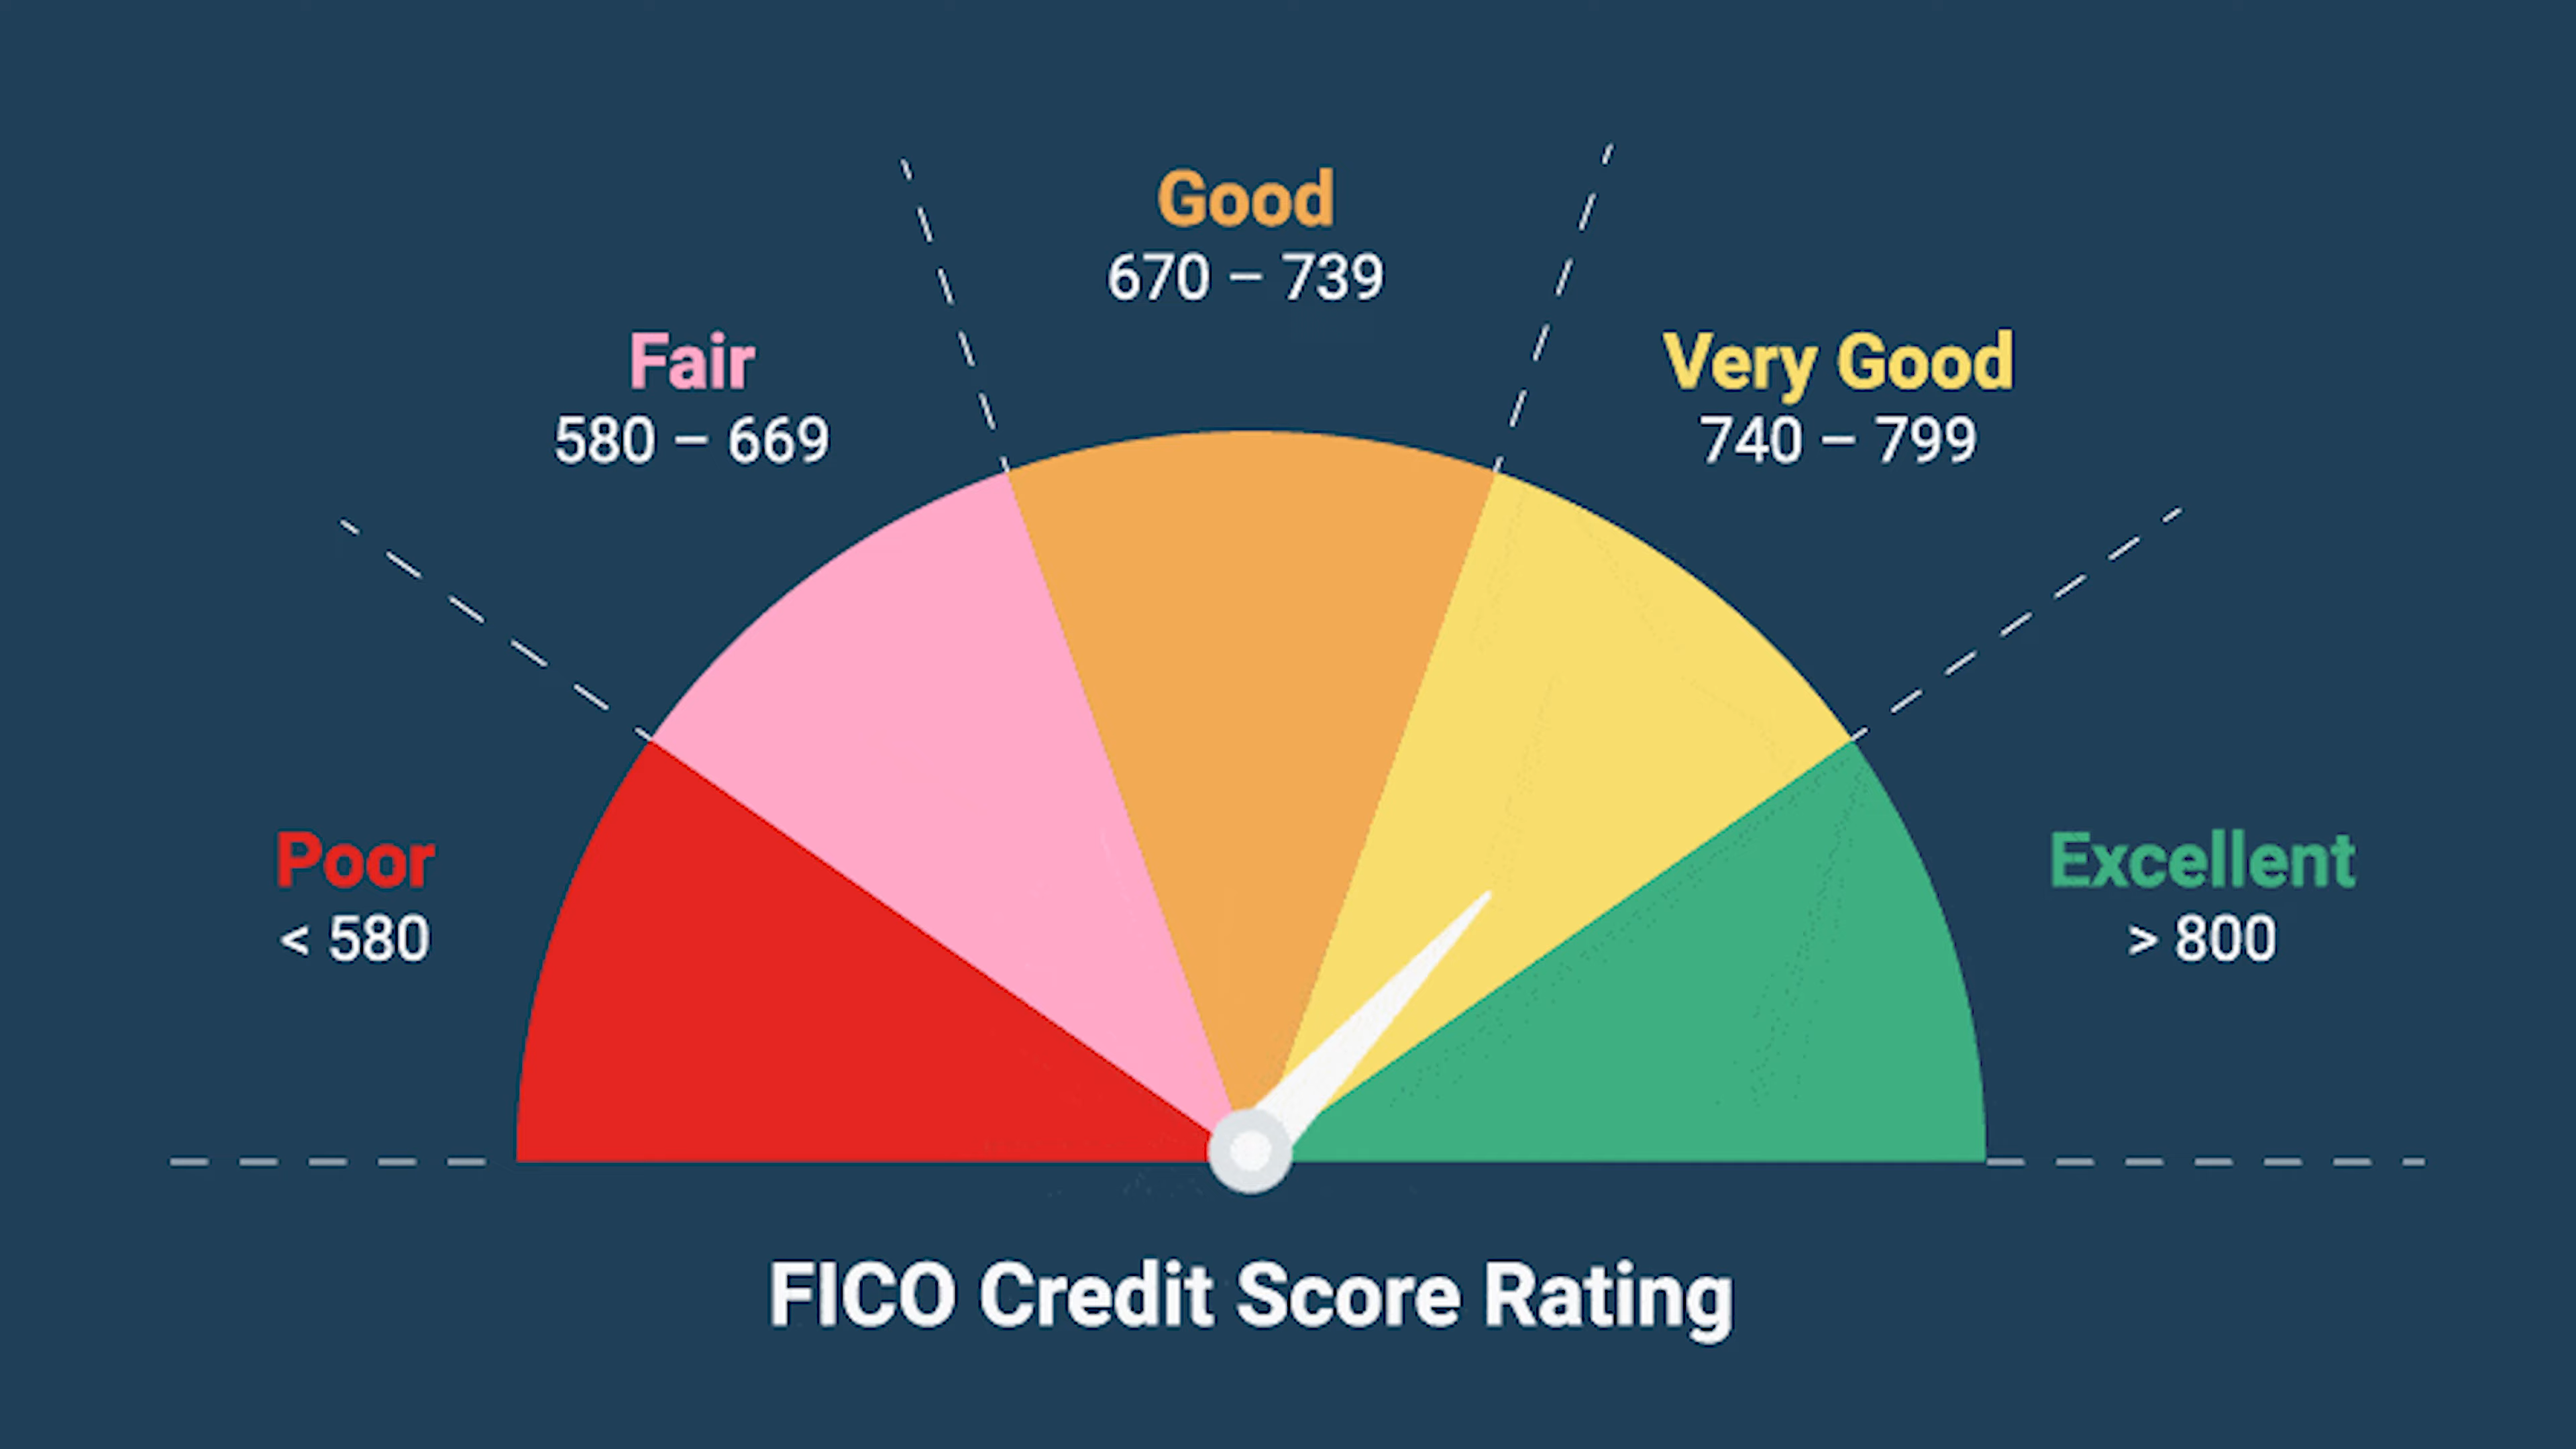 Good
670 – 739
Fair
580 – 669
Very Good
740 – 799
Poor
< 580
Excellent
> 800
FICO Credit Score Rating